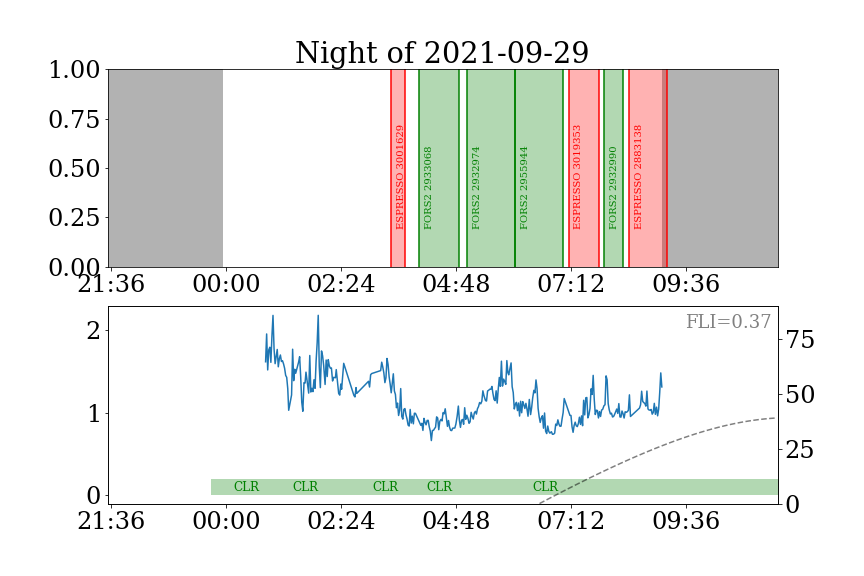 Night of 2021-09-29
1.00
0.75
0.50
0.25
0.00
ESPRESSO 3001629
FORS2 2933068
FORS2 2932974
FORS2 2955944
ESPRESSO 3019353
FORS2 2932990
ESPRESSO 2883138
21:36 00:00 02:24 04:48 07:12 09:36
FLI=0.37
2
1
0
75
50
25
0
CLR CLR CLR CLR CLR
21:36 00:00 02:24 04:48 07:12 09:36